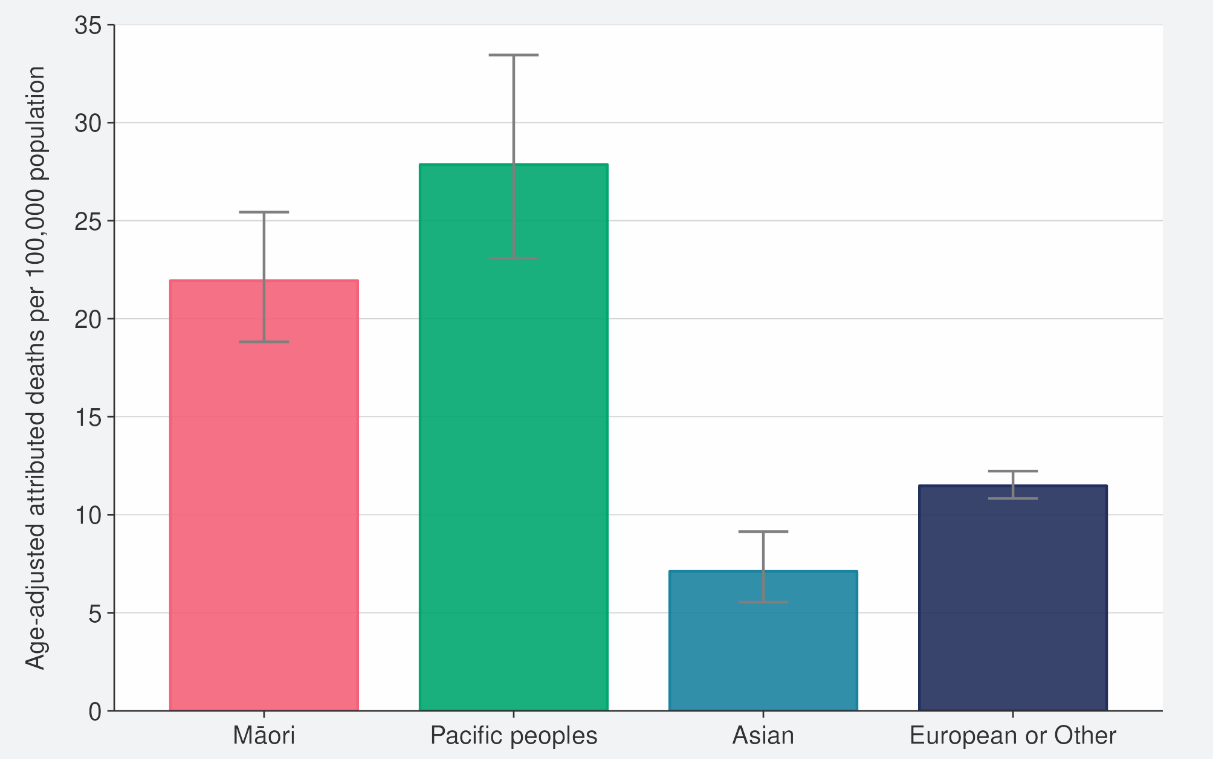 Age-adjusted attributed deaths per 100,000 population
35
30
25
20
15
10
5
0
Māori
Pacific peoples
Asian
European or Other